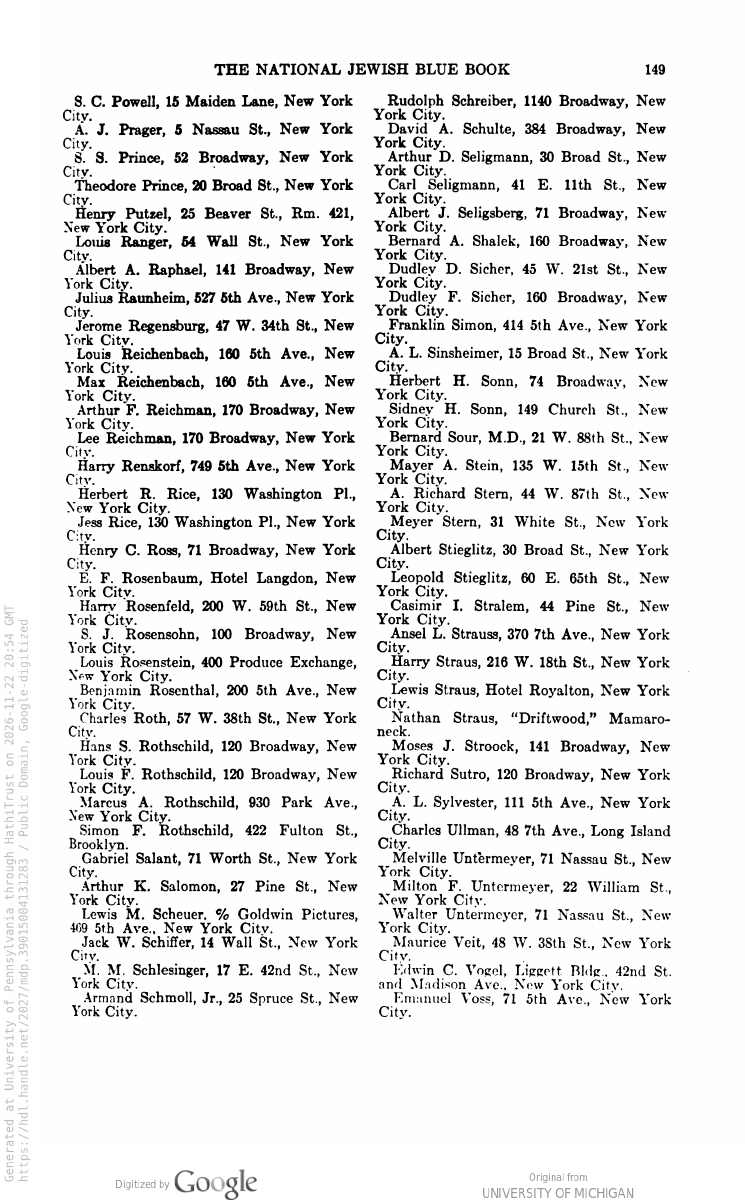 THE NATIONAL JEWISH BLUE BOOK 149
S. C. Powell, 15 Maiden Lane, New York
City.
A. J. Prager, 5 Nassau St., New York
City.
S. S. Prince, 52 Broadway, New York
City.
Theodore Prince, 20 Broad St., New York
City.
Henry Putzel, 25 Beaver St., Rm. 421,
New York City.
Louis Ranger, 54 Wall St., New York
City.
Albert A. Raphael, 141 Broadway, New
York City.
Julius Raunheim, 527 5th Ave., New York
City.
Jerome Regensburg, 47 W. 34th St., New
York City.
Louis Reichenbach, 160 5th Ave., New
York City.
Max Reichenbach, 160 5th Ave., New
York City.
Arthur F. Reichman, 170 Broadway, New
York City.
Lee Reichman, 170 Broadway, New York
City.
Harry Renskorf, 749 5th Ave., New York
City.
Herbert R. Rice, 130 Washington Pl.,
New York City.
Jess Rice, 130 Washington Pl., New York
City.
Henry C. Ross, 71 Broadway, New York
City.
E. F. Rosenbaum, Hotel Langdon, New
York City.
Harry Rosenfeld, 200 W. 59th St., New
York City.
S. J. Rosensohn, 100 Broadway, New
York City.
Louis Rosenstein, 400 Produce Exchange,
New York City.
Benjamin Rosenthal, 200 5th Ave., New
York City.
Charles Roth, 57 W. 38th St., New York
City.
Hans S. Rothschild, 120 Broadway, New
York City.
Louis F. Rothschild, 120 Broadway, New
York City.
Marcus A. Rothschild, 930 Park Ave.,
New York City.
Simon F. Rothschild, 422 Fulton St.,
Brooklyn.
Gabriel Salant, 71 Worth St., New York
City.
Arthur K. Salomon, 27 Pine St., New
York City.
Lewis M. Scheuer, % Goldwin Pictures,
469 5th Ave., New York City.
Jack W. Schiffer, 14 Wall St., New York
City.
M. M. Schlesinger, 17 E. 42nd St., New
York City.
Armand Schmoll, Jr., 25 Spruce St., New
York City.
Rudolph Schreiber, 1140 Broadway, New
York City.
David A. Schulte, 384 Broadway, New
York City.
Arthur D. Seligmann, 30 Broad St., New
York City.
Carl Seligmann, 41 E. 11th St., New
York City.
Albert J. Seligsberg, 71 Broadway, New
York City.
Bernard A. Shalek, 160 Broadway, New
York City.
Dudley D. Sicher, 45 W. 21st St., New
York City.
Dudley F. Sicher, 160 Broadway, New
York City.
Franklin Simon, 414 5th Ave., New York
City.
A. L. Sinsheimer, 15 Broad St., New York
City.
Herbert H. Sonn, 74 Broadway, New
York City.
Sidney H. Sonn, 149 Church St., New
York City.
Bernard Sour, M.D., 21 W. 88th St., New
York City.
Mayer A. Stein, 135 W. 15th St., New
York City.
A. Richard Stern, 44 W. 87th St., New
York City.
Meyer Stern, 31 White St., New York
City.
Albert Stieglitz, 30 Broad St., New York
City.
Leopold Stieglitz, 60 E. 65th St., New
York City.
Casimir I. Stralem, 44 Pine St., New
York City.
Ansel L. Strauss, 370 7th Ave., New York
City.
Harry Straus, 216 W. 18th St., New York
City.
Lewis Straus, Hotel Royalton, New York
City.
Nathan Straus, "Driftwood," Mamaro-
neck.
Moses J. Stroock, 141 Broadway, New
York City.
Richard Sutro, 120 Broadway, New York
City.
A. L. Sylvester, 111 5th Ave., New York
City.
Charles Ullman, 48 7th Ave., Long Island
City.
Melville Untermeyer, 71 Nassau St., New
York City.
Milton F. Untermeyer, 22 William St.,
New York City.
Walter Untermeyer, 71 Nassau St., New
York City.
Maurice Veit, 48 W. 38th St., New York
City.
Edwin C. Vogel, Liggett Bldg., 42nd St.
and Madison Ave., New York City.
Emanuel Voss, 71 5th Ave., New York
City.
Generated at University of Pennsylvania through HathiTrust on 2026-11-22 20:54 GMT
https://hdl.handle.net/2027/mdp.39015004131283 / Public Domain, Google-digitized
Digitized by Google
Original from
UNIVERSITY OF MICHIGAN